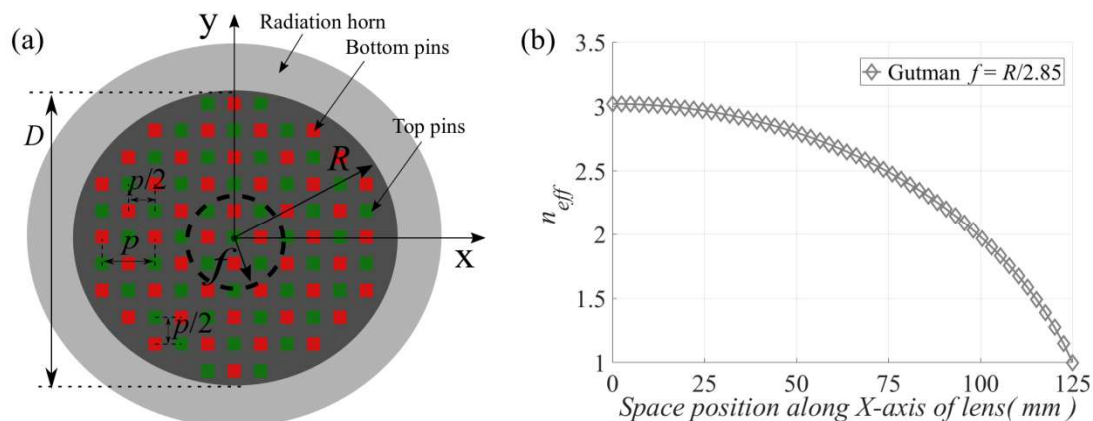 (a)
y
Radiation horn
Bottom pins
Top pins
D
R
p/2
p
f
x
p/2
(b)
3.5
3
2.5
2
1.5
1
n_eff
Gutman f = R/2.85
0 25 50 75 100 125
Space position along X-axis of lens( mm )